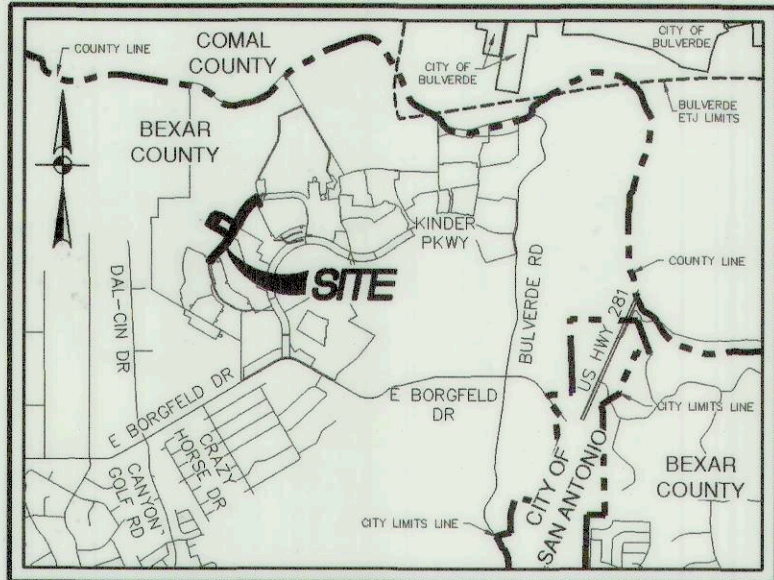 COUNTY LINE
COMAL
COUNTY
CITY OF
BULVERDE
CITY OF
BULVERDE
BULVERDE
ETJ LIMITS
BEXAR
COUNTY
KINDER
PKWY
SITE
COUNTY LINE
DAL-CIN DR
BULVERDE RD
US HWY 281
E BORGFELD DR
E BORGFELD
DR
CITY LIMITS LINE
CRAZY
HORSE DR
CANYON
GOLF RD
CITY OF
SAN ANTONIO
BEXAR
COUNTY
CITY LIMITS LINE